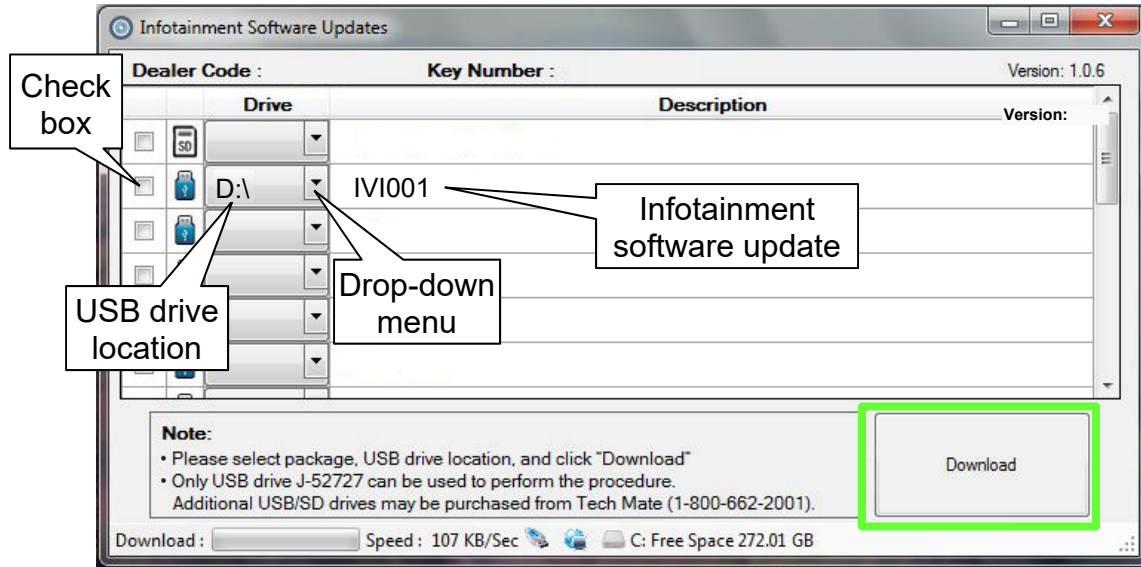 Infotainment Software Updates
Dealer Code :
Key Number :
Version: 1.0.6
Check
box
Drive
Description
Version:
SD
D:\
IVI001
Infotainment
software update
USB drive
location
Drop-down
menu
Note:
• Please select package, USB drive location, and click "Download"
• Only USB drive J-52727 can be used to perform the procedure.
Additional USB/SD drives may be purchased from Tech Mate (1-800-662-2001).
Download
Download :
Speed : 107 KB/Sec
C: Free Space 272.01 GB